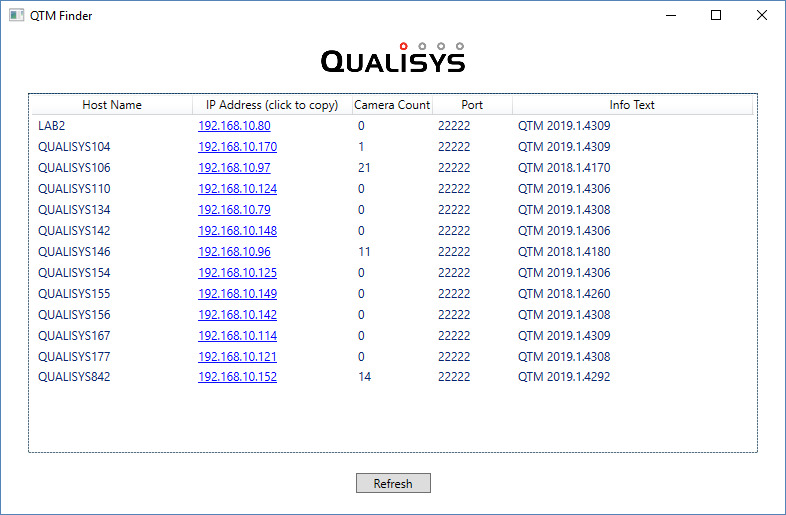 QTM Finder
QUALISYS
Host Name IP Address (click to copy) Camera Count Port Info Text
LAB2 192.168.10.80 0 22222 QTM 2019.1.4309
QUALISYS104 192.168.10.170 1 22222 QTM 2019.1.4309
QUALISYS106 192.168.10.97 21 22222 QTM 2018.1.4170
QUALISYS110 192.168.10.124 0 22222 QTM 2019.1.4306
QUALISYS134 192.168.10.79 0 22222 QTM 2019.1.4308
QUALISYS142 192.168.10.148 0 22222 QTM 2019.1.4306
QUALISYS146 192.168.10.96 11 22222 QTM 2018.1.4180
QUALISYS154 192.168.10.125 0 22222 QTM 2019.1.4306
QUALISYS155 192.168.10.149 0 22222 QTM 2018.1.4260
QUALISYS156 192.168.10.142 0 22222 QTM 2019.1.4308
QUALISYS167 192.168.10.114 0 22222 QTM 2019.1.4309
QUALISYS177 192.168.10.121 0 22222 QTM 2019.1.4308
QUALISYS842 192.168.10.152 14 22222 QTM 2019.1.4292
Refresh